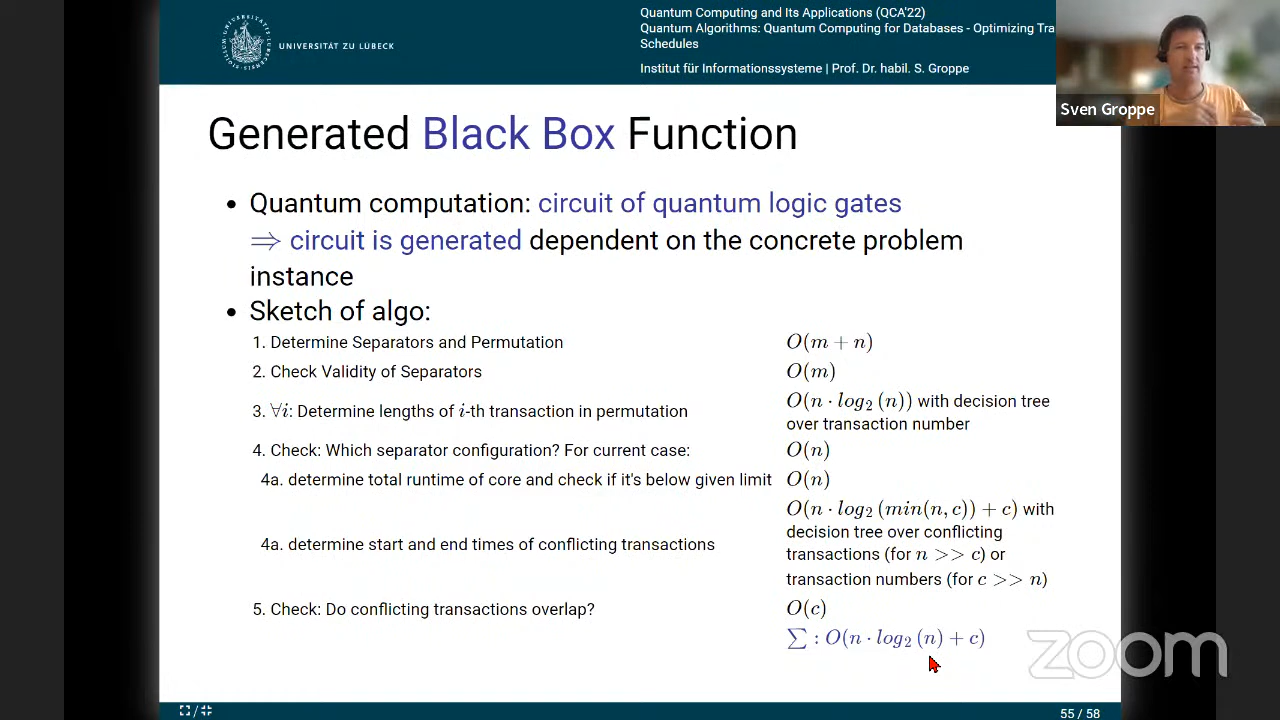 UNIVERSITÄT ZU LÜBECK
Quantum Computing and Its Applications (QCA'22)
Quantum Algorithms: Quantum Computing for Databases - Optimizing Tra
Schedules
Institut für Informationssysteme | Prof. Dr. habil. S. Groppe
Sven Groppe
Generated Black Box Function
• Quantum computation: circuit of quantum logic gates
⇒ circuit is generated dependent on the concrete problem
instance
• Sketch of algo:
1. Determine Separators and Permutation O(m + n)
2. Check Validity of Separators O(m)
3. ∀i: Determine lengths of i-th transaction in permutation O(n · log₂ (n)) with decision tree
over transaction number
4. Check: Which separator configuration? For current case: O(n)
4a. determine total runtime of core and check if it's below given limit O(n)
O(n · log₂ (min(n, c)) + c) with
decision tree over conflicting
4a. determine start and end times of conflicting transactions
transactions (for n >> c) or
transaction numbers (for c >> n)
5. Check: Do conflicting transactions overlap? O(c)
∑ : O(n · log₂ (n) + c)
zoom
55 / 58